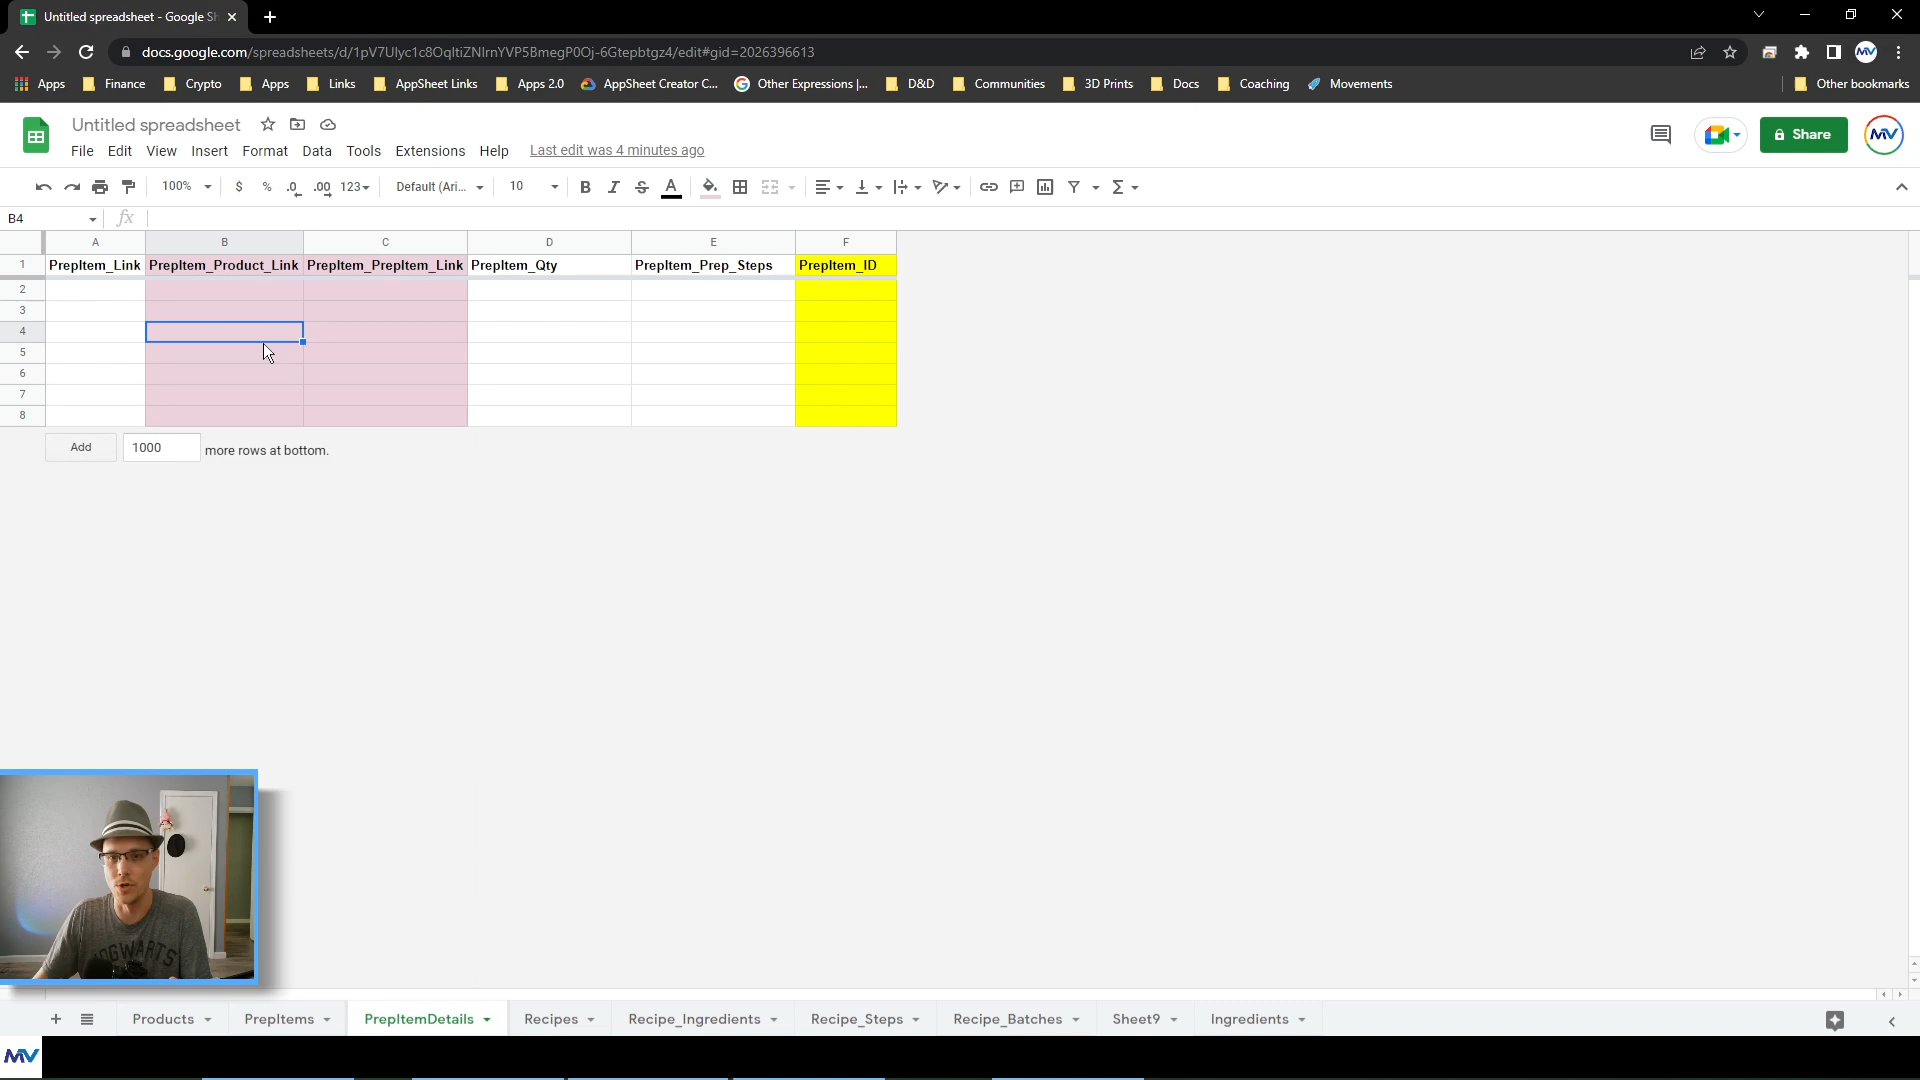 Untitled spreadsheet - Google Sh
docs.google.com/spreadsheets/d/1pV7Ulyc1c8OqltiZNlrnYVP5BmegP0Oj-6Gtepbtgz4/edit#gid=2026396613
Apps Finance Crypto Apps Links AppSheet Links Apps 2.0 AppSheet Creator C... Other Expressions |... D&D Communities 3D Prints Docs Coaching Movements Other bookmarks
Untitled spreadsheet
File Edit View Insert Format Data Tools Extensions Help Last edit was 4 minutes ago
Share
MV
100% $ % .0 .00 123 Default (Ari... 10 B I S A
B4 fx
A B C D E F
1 PrepItem_Link PrepItem_Product_Link PrepItem_PrepItem_Link PrepItem_Qty PrepItem_Prep_Steps PrepItem_ID
2
3
4
5
6
7
8
Add 1000 more rows at bottom.
HOGWARTS
Products PrepItems PrepItemDetails Recipes Recipe_Ingredients Recipe_Steps Recipe_Batches Sheet9 Ingredients
MV